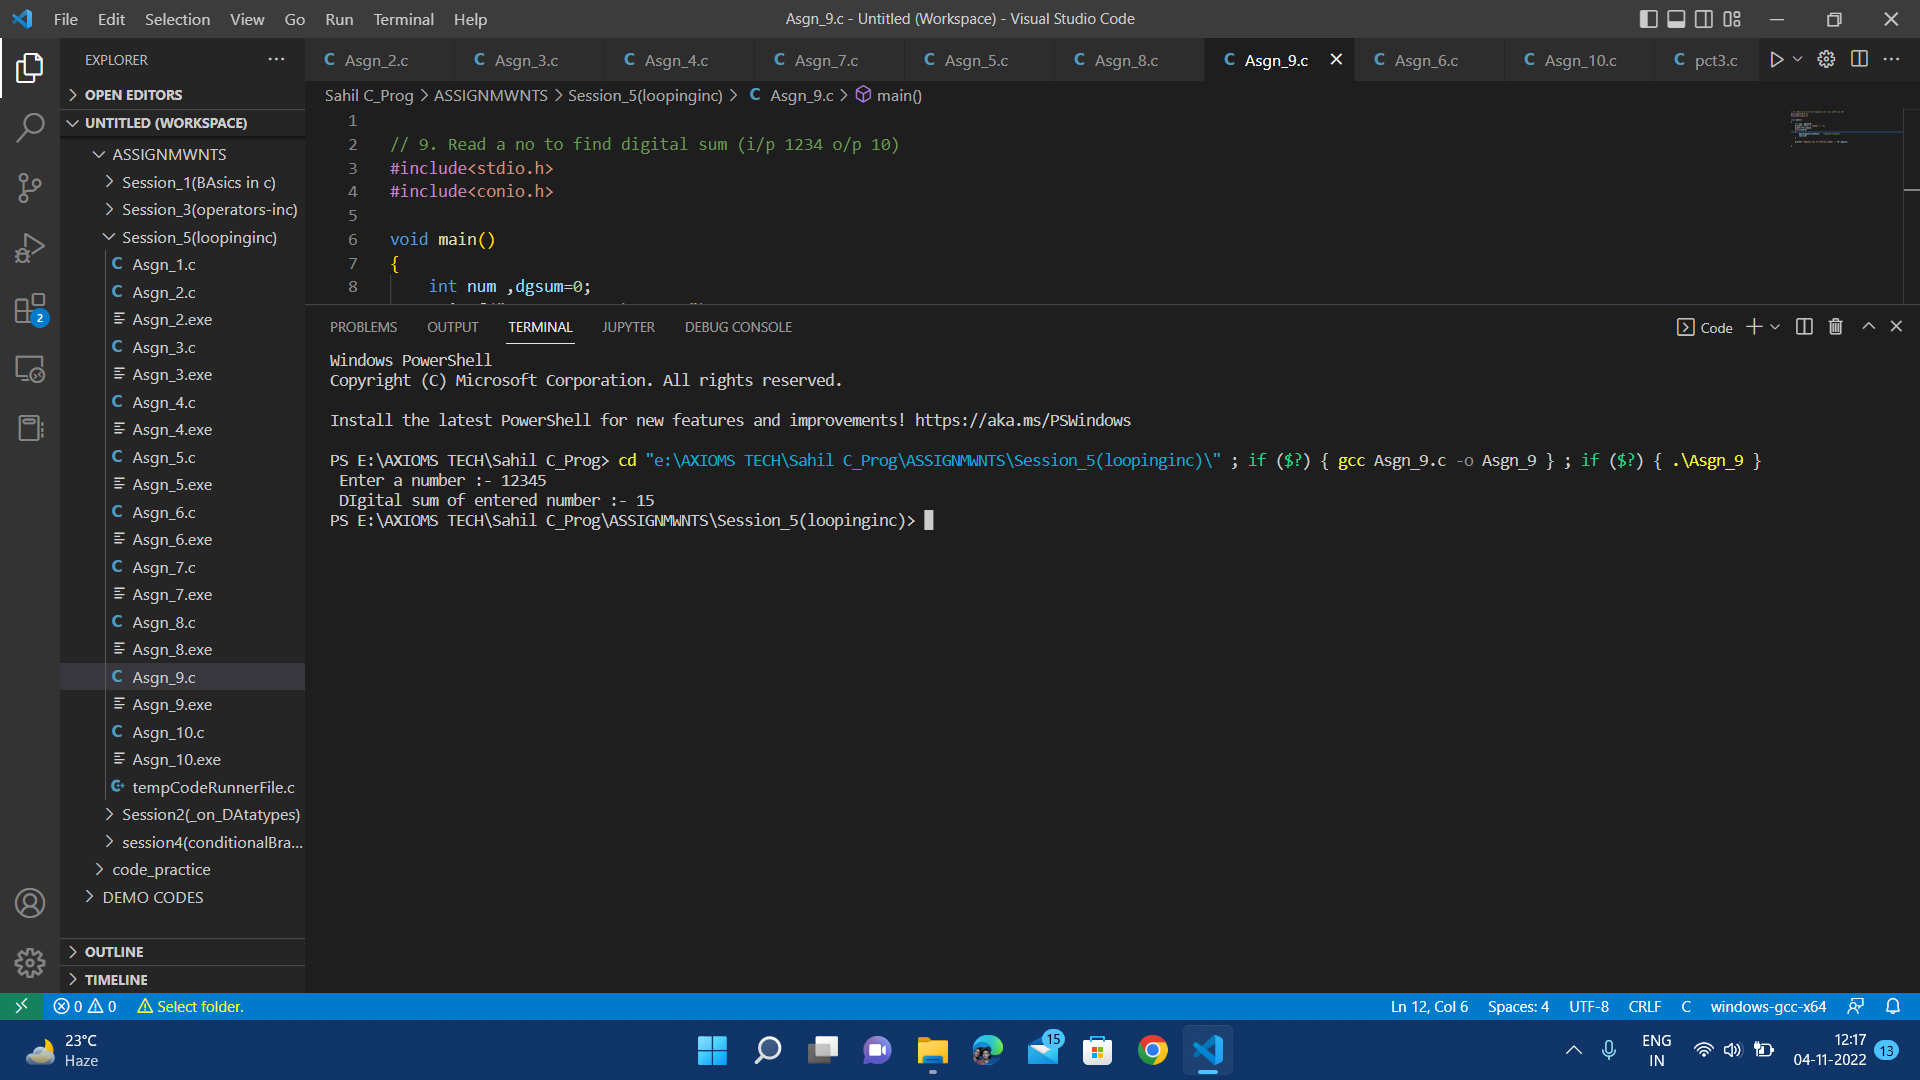 File Edit Selection View Go Run Terminal Help
Asgn_9.c - Untitled (Workspace) - Visual Studio Code
EXPLORER
OPEN EDITORS
UNTITLED (WORKSPACE)
ASSIGNMWNTS
Session_1(BAsics in c)
Session_3(operators-inc)
Session_5(loopinginc)
Asgn_1.c
Asgn_2.c
Asgn_2.exe
Asgn_3.c
Asgn_3.exe
Asgn_4.c
Asgn_4.exe
Asgn_5.c
Asgn_5.exe
Asgn_6.c
Asgn_6.exe
Asgn_7.c
Asgn_7.exe
Asgn_8.c
Asgn_8.exe
Asgn_9.c
Asgn_9.exe
Asgn_10.c
Asgn_10.exe
tempCodeRunnerFile.c
Session2(_on_DAtatypes)
session4(conditionalBra...
code_practice
DEMO CODES
OUTLINE
TIMELINE
2
Asgn_2.c Asgn_3.c Asgn_4.c Asgn_7.c Asgn_5.c Asgn_8.c Asgn_9.c Asgn_6.c Asgn_10.c pct3.c
Sahil C_Prog > ASSIGNMWNTS > Session_5(loopinginc) > C Asgn_9.c > main()
1
2 // 9. Read a no to find digital sum (i/p 1234 o/p 10)
3 #include<stdio.h>
4 #include<conio.h>
5
6 void main()
7 {
8 int num ,dgsum=0;
PROBLEMS OUTPUT TERMINAL JUPYTER DEBUG CONSOLE
Code
Windows PowerShell
Copyright (C) Microsoft Corporation. All rights reserved.
Install the latest PowerShell for new features and improvements! https://aka.ms/PSWindows
PS E:\AXIOMS TECH\Sahil C_Prog> cd "e:\AXIOMS TECH\Sahil C_Prog\ASSIGNMWNTS\Session_5(loopinginc)\" ; if ($?) { gcc Asgn_9.c -o Asgn_9 } ; if ($?) { .\Asgn_9 }
Enter a number :- 12345
DIgital sum of entered number :- 15
PS E:\AXIOMS TECH\Sahil C_Prog\ASSIGNMWNTS\Session_5(loopinginc)>
0 0 Select folder.
Ln 12, Col 6 Spaces: 4 UTF-8 CRLF C windows-gcc-x64
23°C
Haze
15
ENG
IN
12:17
04-11-2022
13